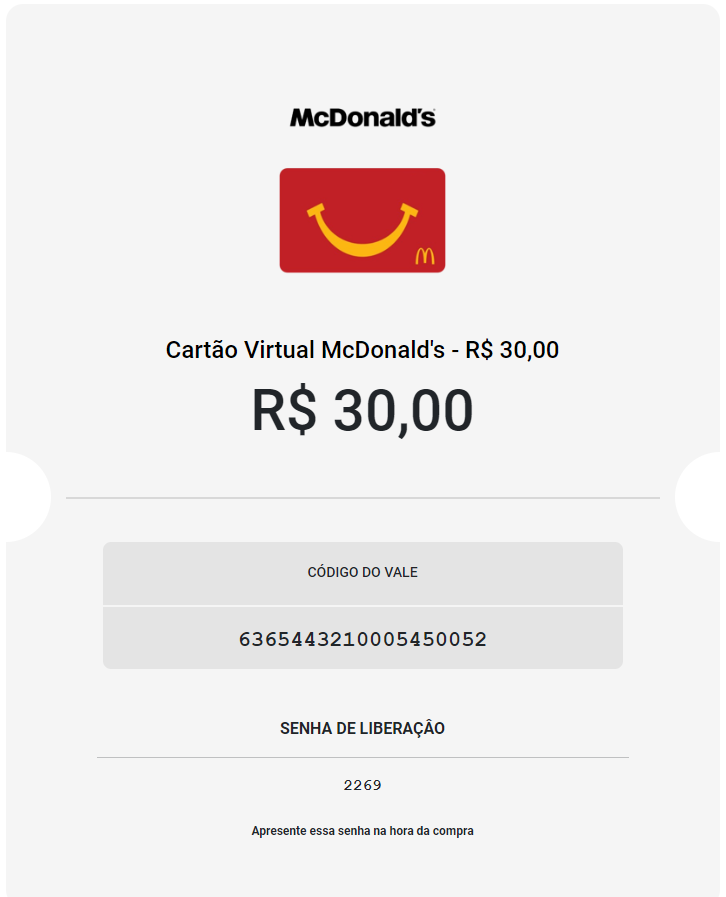 McDonald's
Cartão Virtual McDonald's - R$ 30,00
R$ 30,00
CÓDIGO DO VALE
6365443210005450052
SENHA DE LIBERAÇÂO
2269
Apresente essa senha na hora da compra